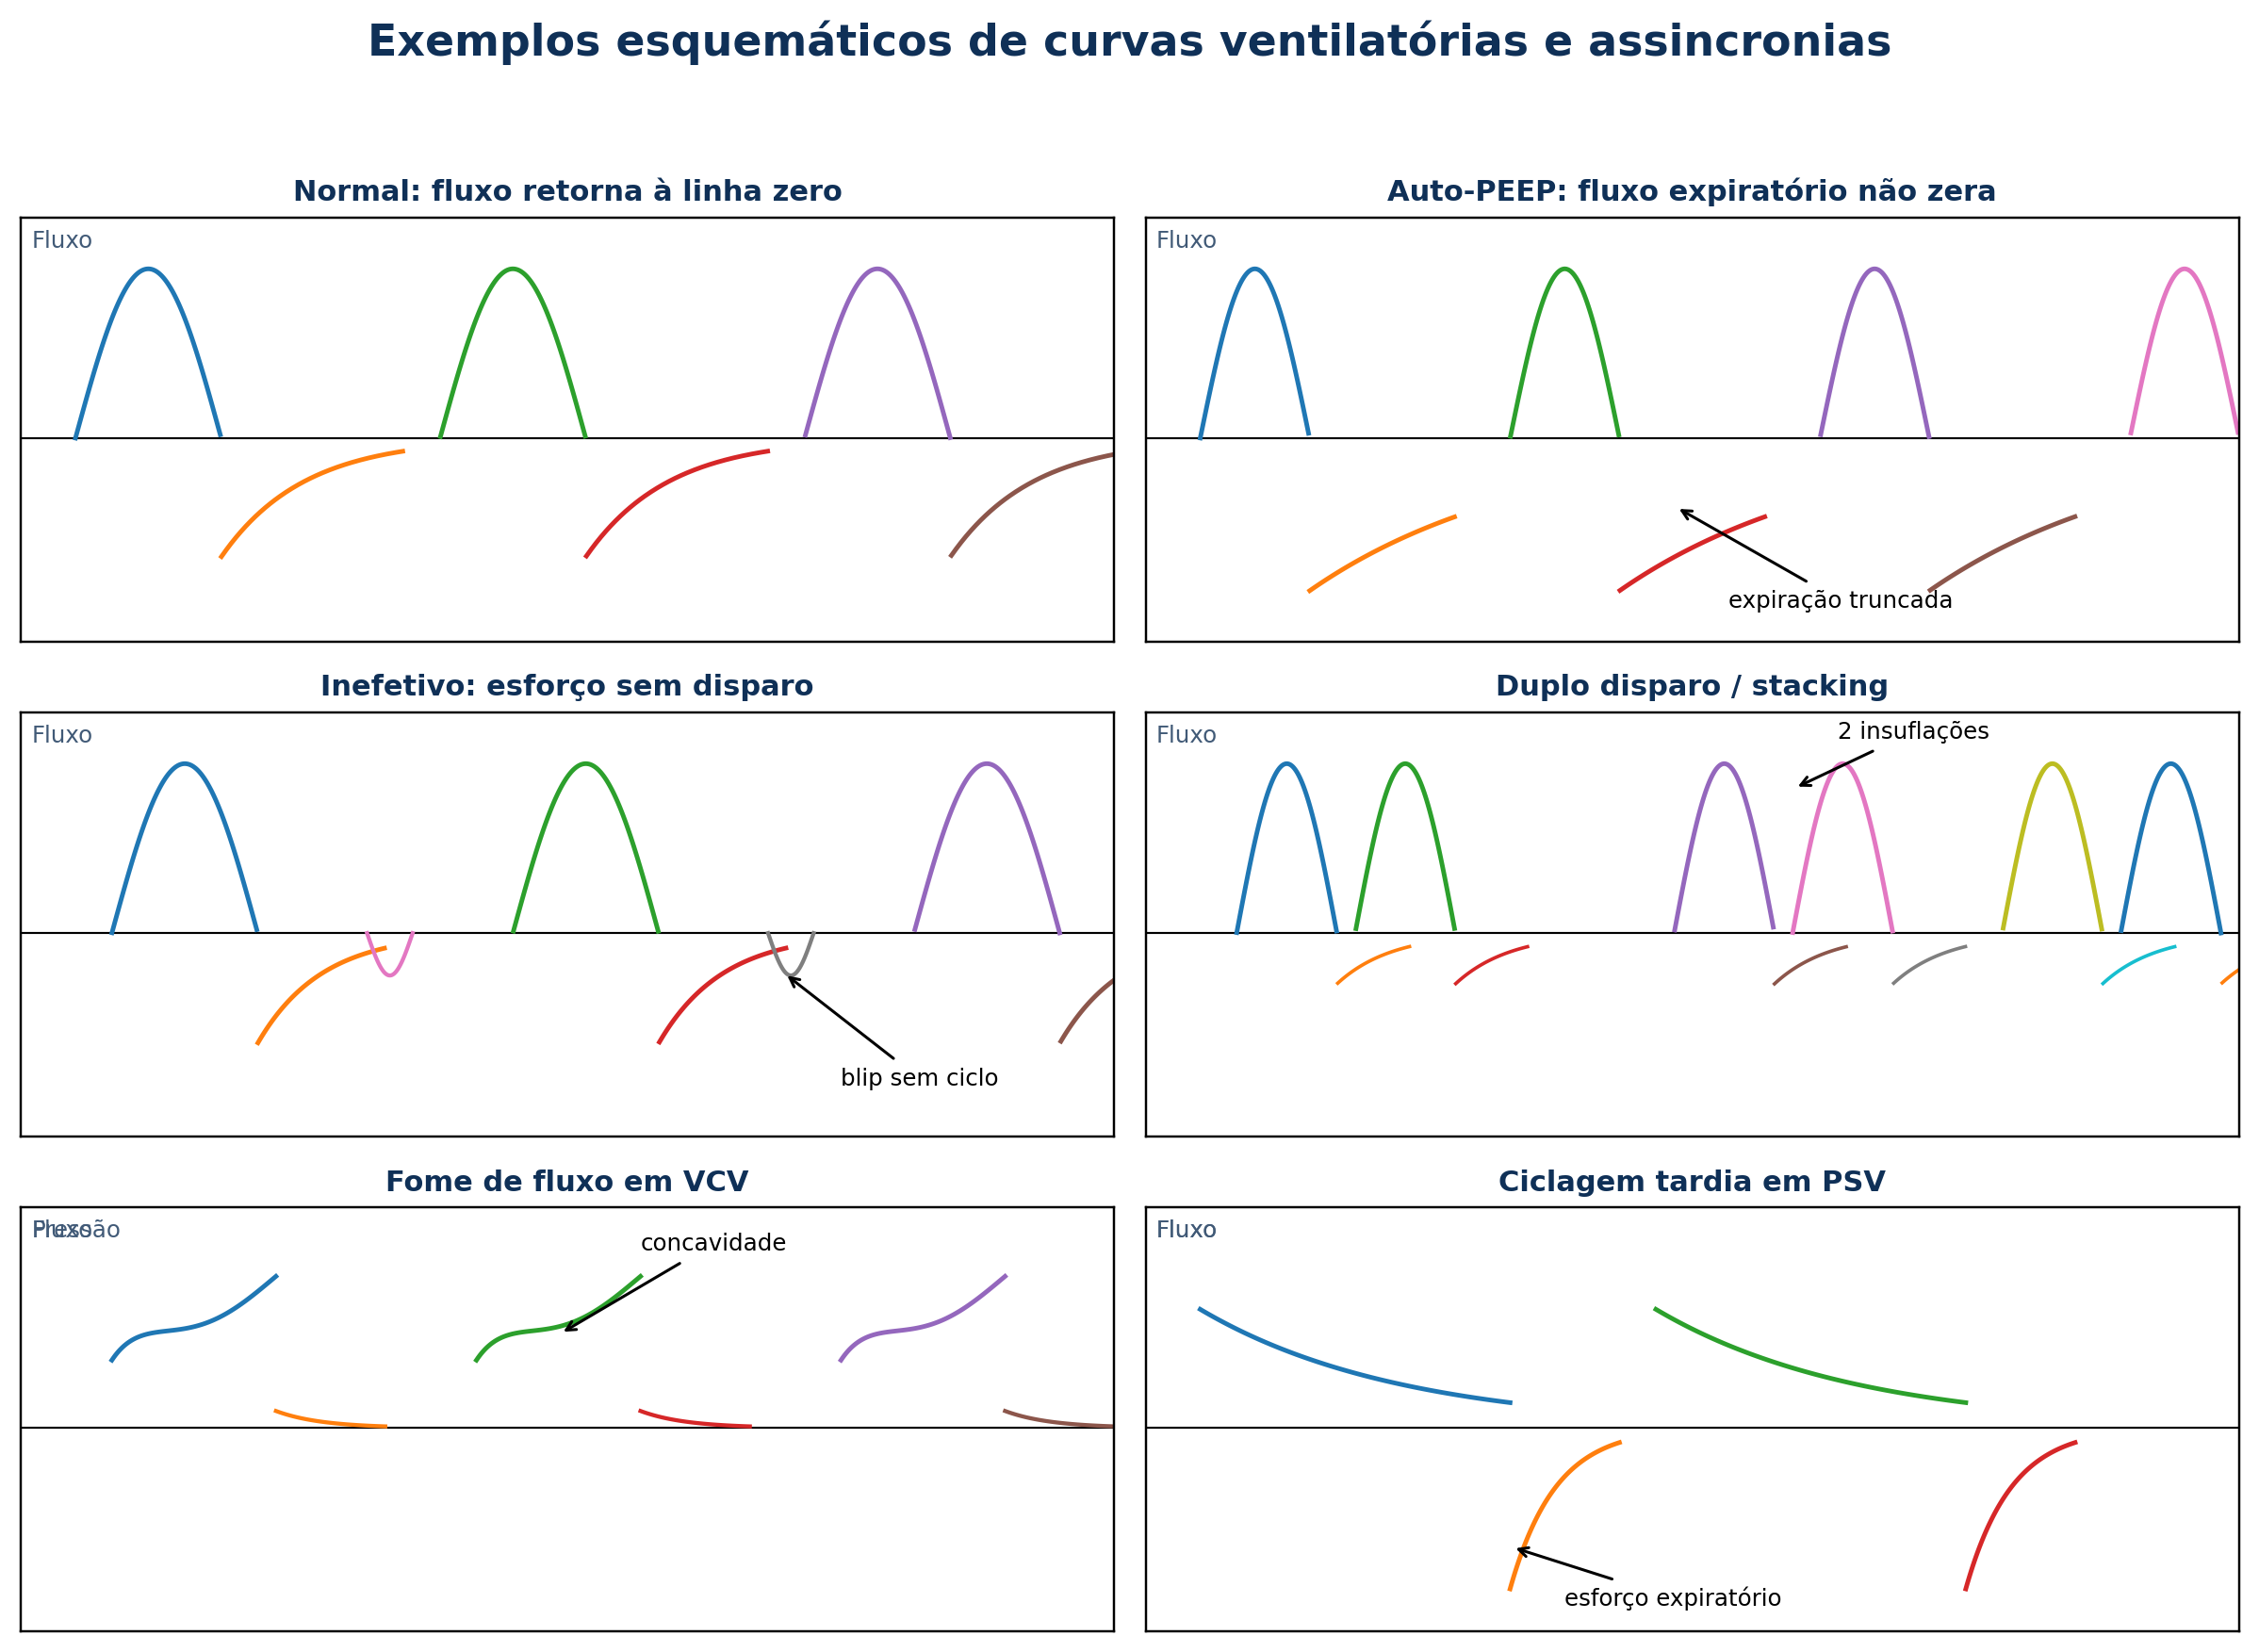 Exemplos esquemáticos de curvas ventilatórias e assincronias
Normal: fluxo retorna à linha zero
Fluxo
Auto-PEEP: fluxo expiratório não zera
Fluxo
expiração truncada
Inefetivo: esforço sem disparo
Fluxo
blip sem ciclo
Duplo disparo / stacking
Fluxo
2 insuflações
Fome de fluxo em VCV
Fluxo
Pressão
concavidade
Ciclagem tardia em PSV
Fluxo
esforço expiratório